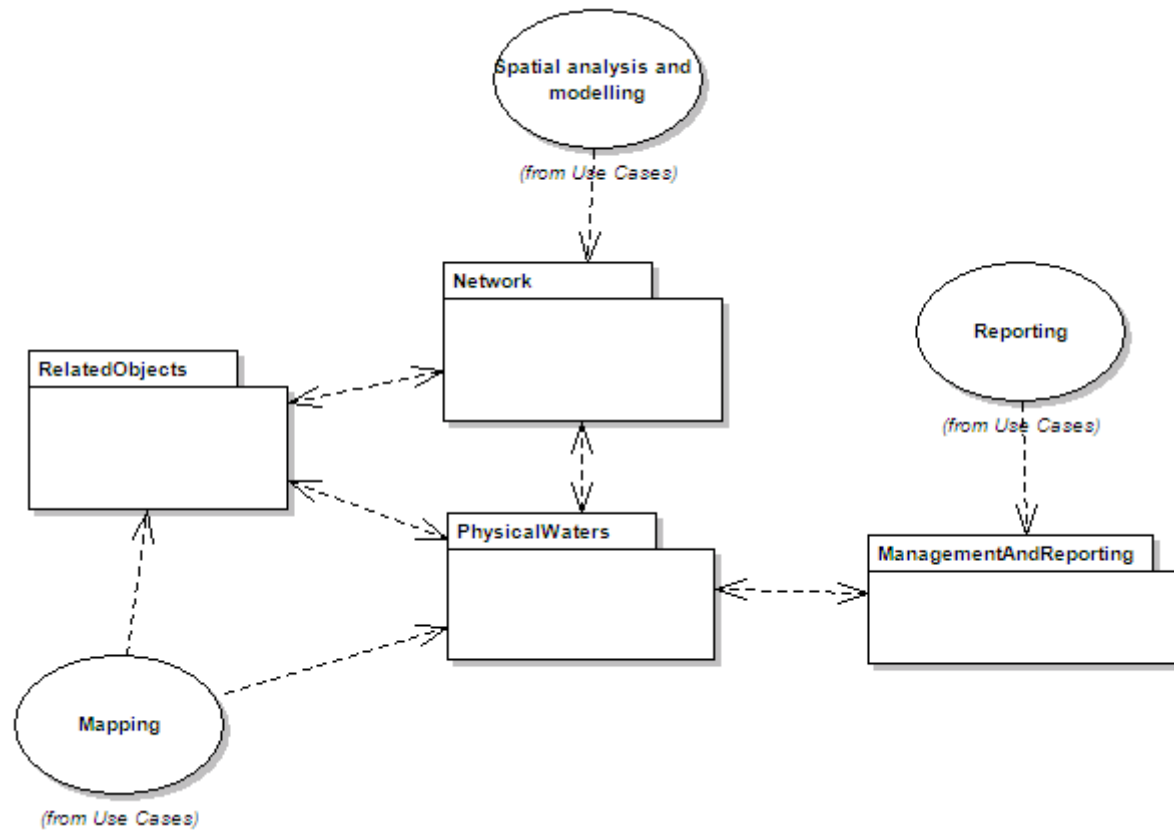 Spatial analysis and
modelling
(from Use Cases)
Network
Reporting
(from Use Cases)
RelatedObjects
PhysicalWaters
ManagementAndReporting
Mapping
(from Use Cases)